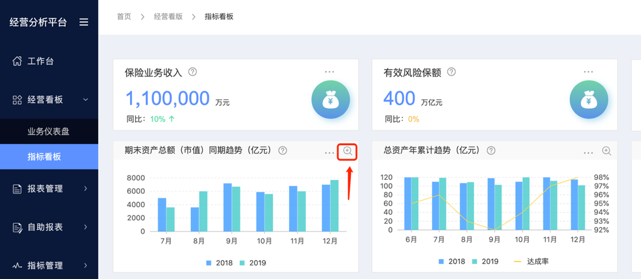 经营分析平台
首页 > 经营看版 > 指标看板
工作台
经营看板
业务仪表盘
指标看板
报表管理
自助报表
指标管理
保险业务收入
1,100,000 万元
同比： 10% ↑
有效风险保额
400 万亿元
同比： 0%
期末资产总额（市值）同期趋势（亿元）
8000
6000
4000
2000
0
7月 8月 9月 10月 11月 12月
2018 2019
总资产年累计趋势（亿元）
120
100
80
60
40
20
0
98%
97%
96%
95%
94%
93%
92%
6月 7月 8月 9月 10月 11月 12月
2018 2019 达成率